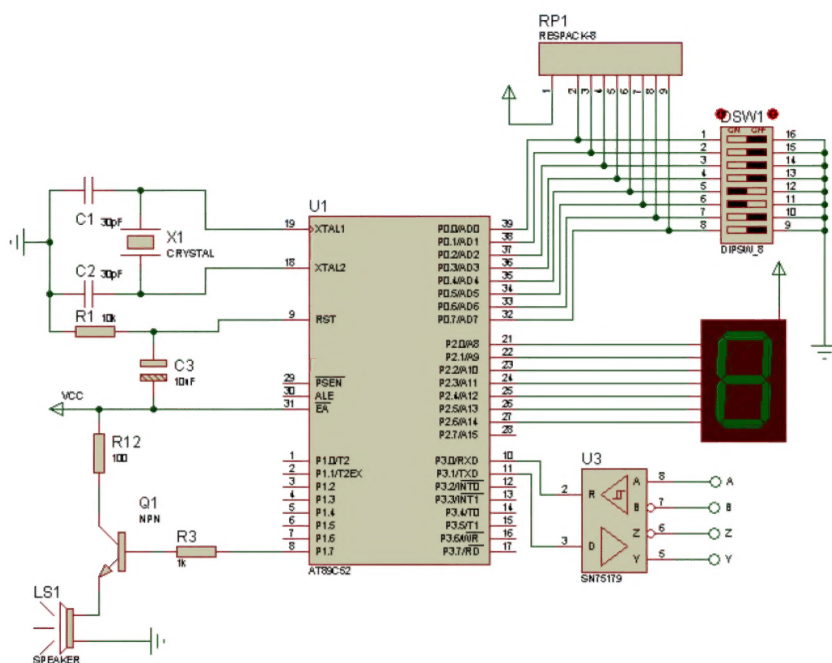 RP1
RESPACK-8
1
2
3
4
5
6
7
8
9
DSW1
ON OFF
1 16
2 15
3 14
4 13
5 12
6 11
7 10
8 9
DIPSW_8
C1
30pF
X1
CRYSTAL
C2
30pF
R1
10k
C3
VCC
R12
100
Q1
NPN
R3
1k
LS1
SPEAKER
U1
19 XTAL1 P0.0/AD0 39
P0.1/AD1 38
P0.2/AD2 37
18 XTAL2 P0.3/AD3 36
P0.4/AD4 35
P0.5/AD5 34
P0.6/AD6 33
9 RST P0.7/AD7 32
P2.0/A8 21
P2.1/A9 22
P2.2/A10 23
29 PSEN P2.3/A11 24
30 ALE P2.4/A12 25
31 EA P2.5/A13 26
P2.6/A14 27
P2.7/A15 28
1 P1.0/T2 P3.0/RXD 10
2 P1.1/T2EX P3.1/TXD 11
3 P1.2 P3.2/INT0 12
4 P1.3 P3.3/INT1 13
5 P1.4 P3.4/T0 14
6 P1.5 P3.5/T1 15
7 P1.6 P3.6/WR 16
8 P1.7 P3.7/RD 17
AT89C52
U3
2 R A 8 A
B 7 B
Z 6 Z
3 D Y 5 Y
SN75179